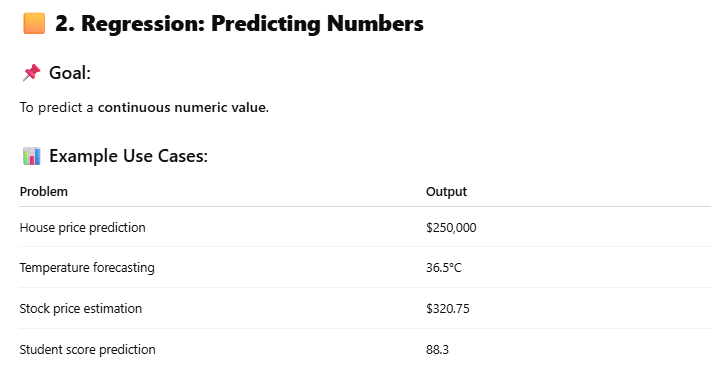 2. Regression: Predicting Numbers
Goal:
To predict a continuous numeric value.
Example Use Cases:
Problem Output
House price prediction $250,000
Temperature forecasting 36.5°C
Stock price estimation $320.75
Student score prediction 88.3